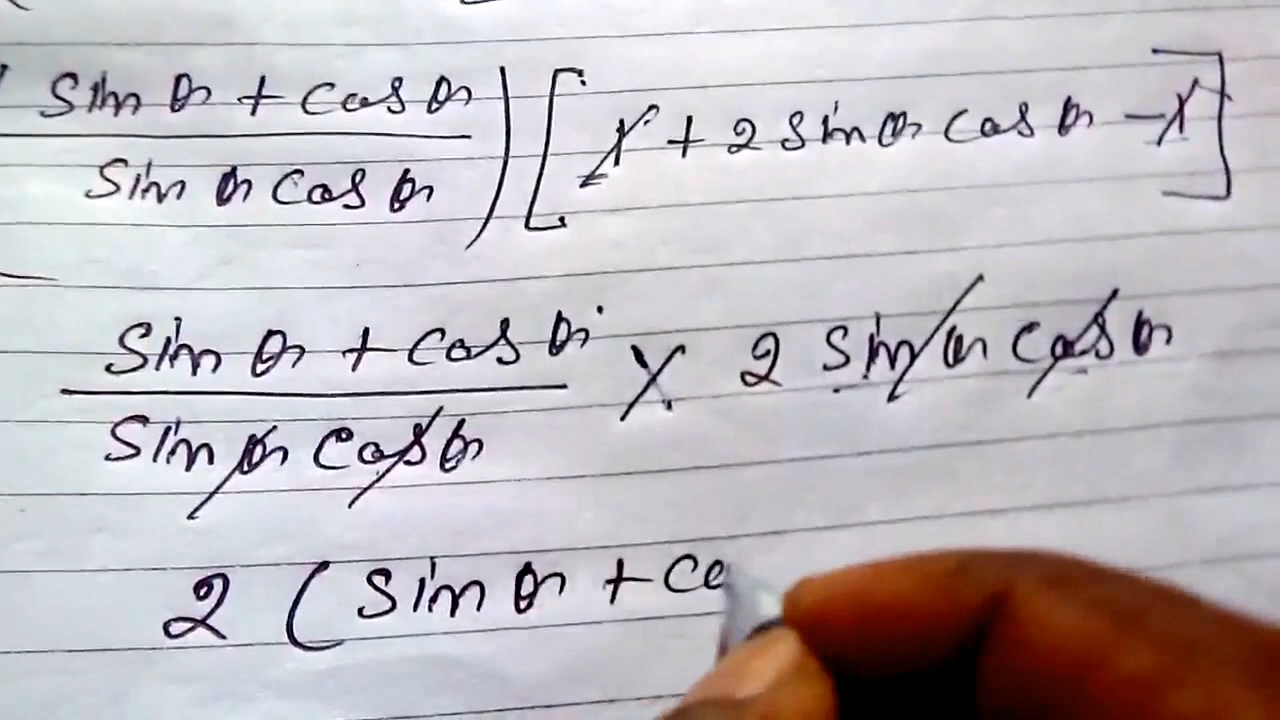 sin θ + cos θ
sin θ cos θ ) [ 1 + 2 sin θ cos θ - 1 ]
sin θ + cos θ
sin θ cos θ × 2 sin θ cos θ
2 ( sin θ + co